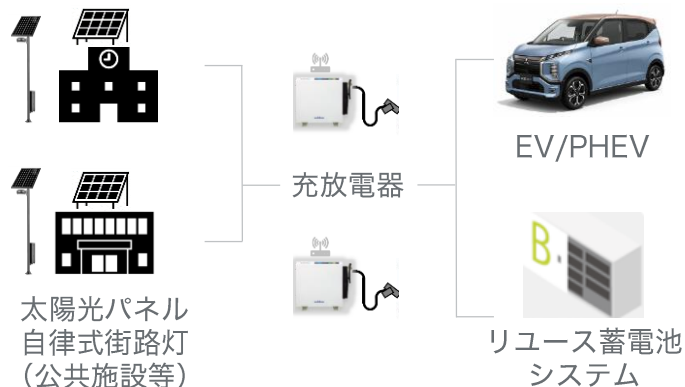 EV/PHEV
充放電器
B
太陽光パネル
自律式街路灯
(公共施設等)
リユース蓄電池
システム